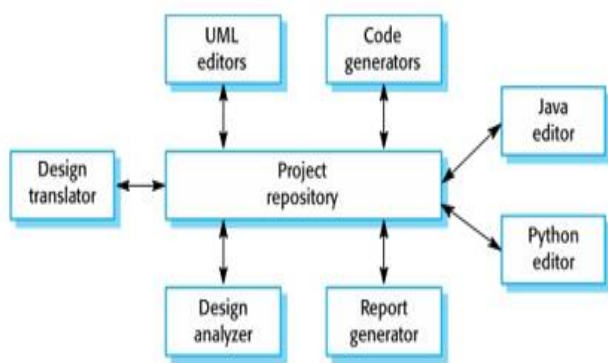 UML
editors
Code
generators
Java
editor
Design
translator
Project
repository
Python
editor
Design
analyzer
Report
generator